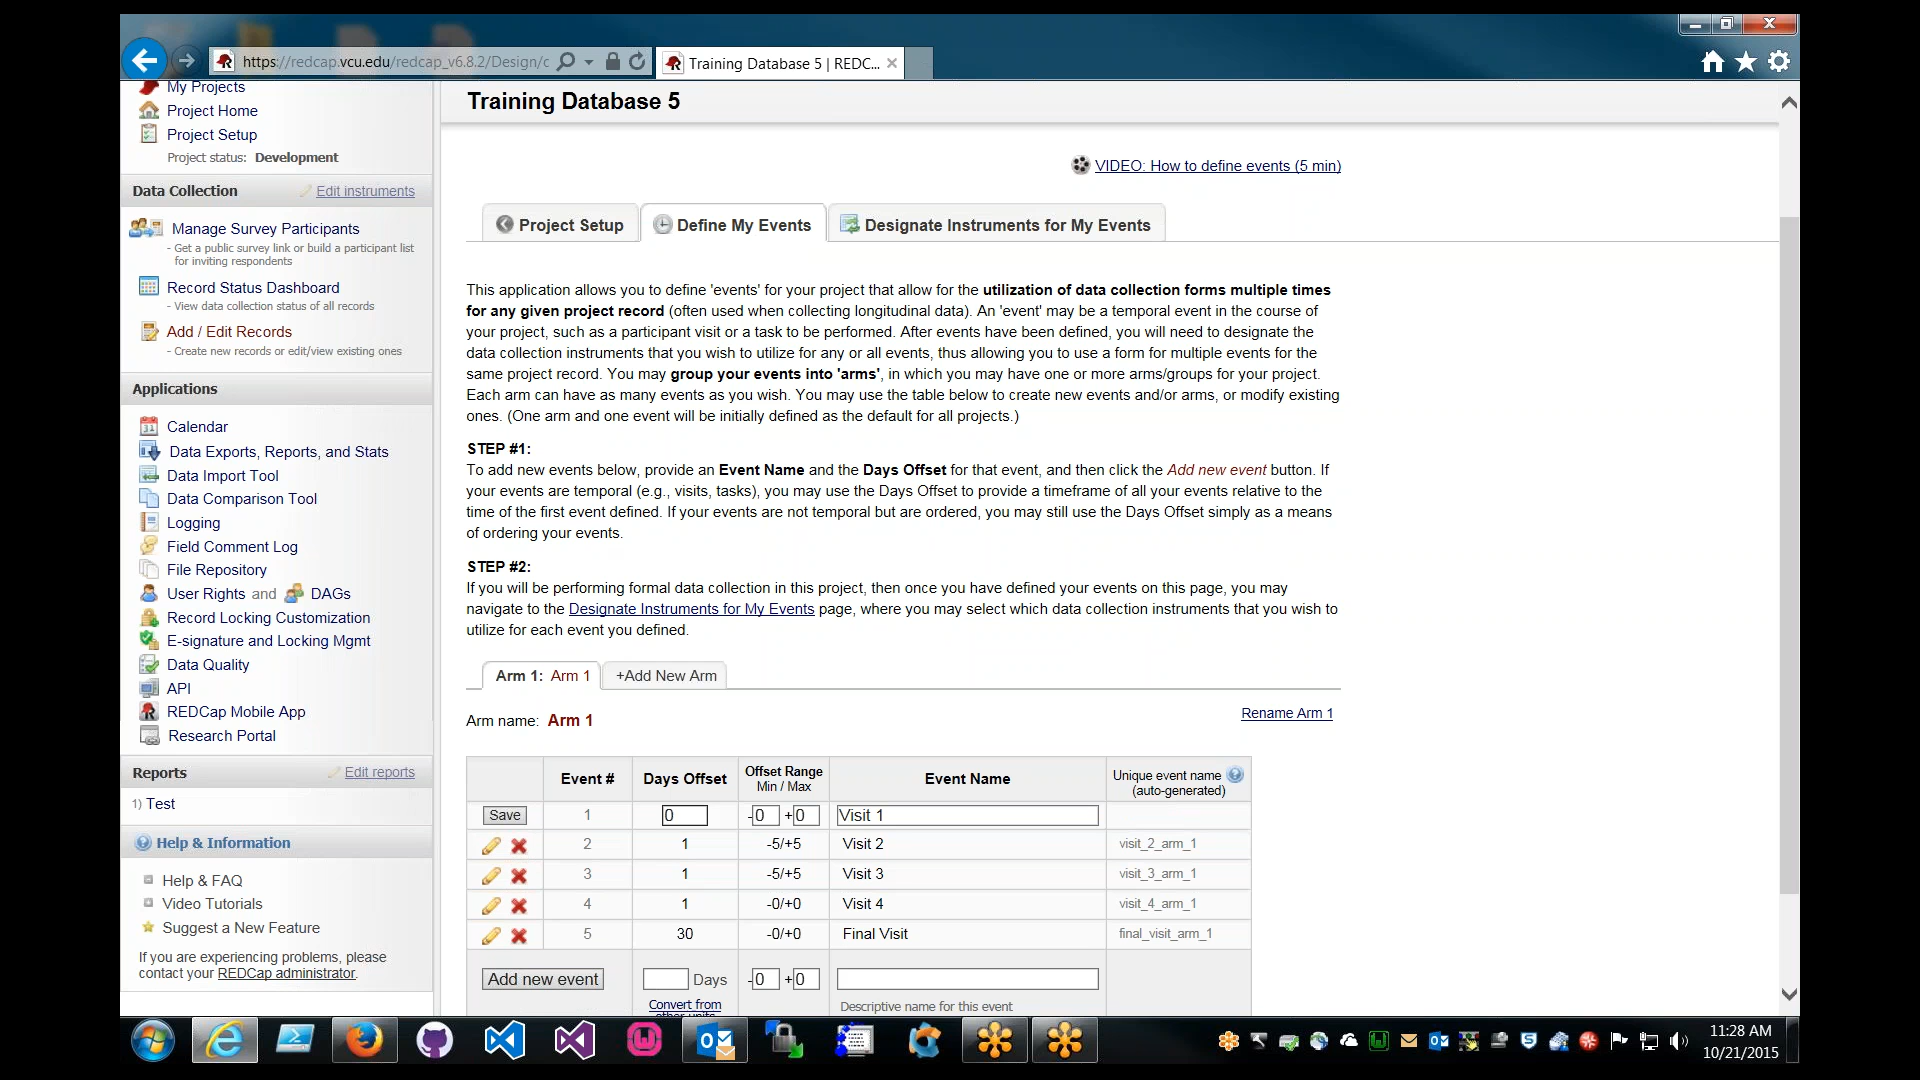 https://redcap.vcu.edu/redcap_v6.8.2/Design/c
Training Database 5 | REDC...
My Projects
Project Home
Project Setup
Project status: Development
Data Collection
Edit instruments
Manage Survey Participants
- Get a public survey link or build a participant list
for inviting respondents
Record Status Dashboard
- View data collection status of all records
Add / Edit Records
- Create new records or edit/view existing ones
Applications
Calendar
Data Exports, Reports, and Stats
Data Import Tool
Data Comparison Tool
Logging
Field Comment Log
File Repository
User Rights and DAGs
Record Locking Customization
E-signature and Locking Mgmt
Data Quality
API
REDCap Mobile App
Research Portal
Reports
Edit reports
1) Test
Help & Information
Help & FAQ
Video Tutorials
Suggest a New Feature
If you are experiencing problems, please
contact your REDCap administrator.
Training Database 5
VIDEO: How to define events (5 min)
Project Setup
Define My Events
Designate Instruments for My Events
This application allows you to define 'events' for your project that allow for the utilization of data collection forms multiple times
for any given project record (often used when collecting longitudinal data). An 'event' may be a temporal event in the course of
your project, such as a participant visit or a task to be performed. After events have been defined, you will need to designate the
data collection instruments that you wish to utilize for any or all events, thus allowing you to use a form for multiple events for the
same project record. You may group your events into 'arms', in which you may have one or more arms/groups for your project.
Each arm can have as many events as you wish. You may use the table below to create new events and/or arms, or modify existing
ones. (One arm and one event will be initially defined as the default for all projects.)
STEP #1:
To add new events below, provide an Event Name and the Days Offset for that event, and then click the Add new event button. If
your events are temporal (e.g., visits, tasks), you may use the Days Offset to provide a timeframe of all your events relative to the
time of the first event defined. If your events are not temporal but are ordered, you may still use the Days Offset simply as a means
of ordering your events.
STEP #2:
If you will be performing formal data collection in this project, then once you have defined your events on this page, you may
navigate to the Designate Instruments for My Events page, where you may select which data collection instruments that you wish to
utilize for each event you defined.
Arm 1: Arm 1
+Add New Arm
Arm name: Arm 1
Rename Arm 1
Event # Days Offset Offset Range Min / Max Event Name Unique event name (auto-generated)
Save 1 0 -0 +0 Visit 1
2 1 -5/+5 Visit 2 visit_2_arm_1
3 1 -5/+5 Visit 3 visit_3_arm_1
4 1 -0/+0 Visit 4 visit_4_arm_1
5 30 -0/+0 Final Visit final_visit_arm_1
Add new event Days -0 +0
Convert from Descriptive name for this event
other units
11:28 AM
10/21/2015